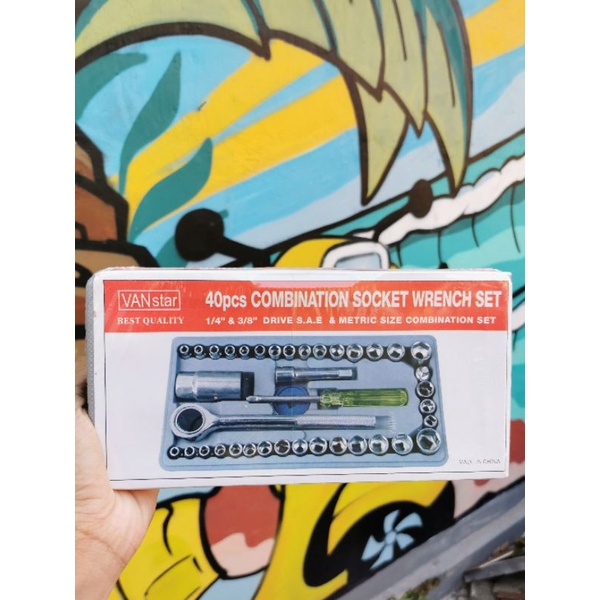 VANstar
BEST QUALITY
40pcs COMBINATION SOCKET WRENCH SET
1/4" & 3/8" DRIVE S.A.E & METRIC SIZE COMBINATION SET